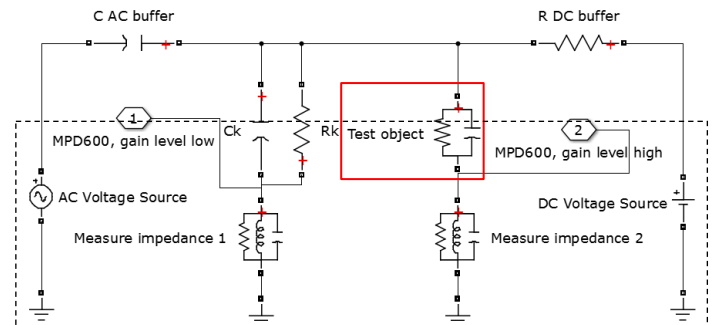 C AC buffer
R DC buffer
1
Ck
Rk
Test object
2
MPD600, gain level low
MPD600, gain level high
AC Voltage Source
DC Voltage Source
Measure impedance 1
Measure impedance 2